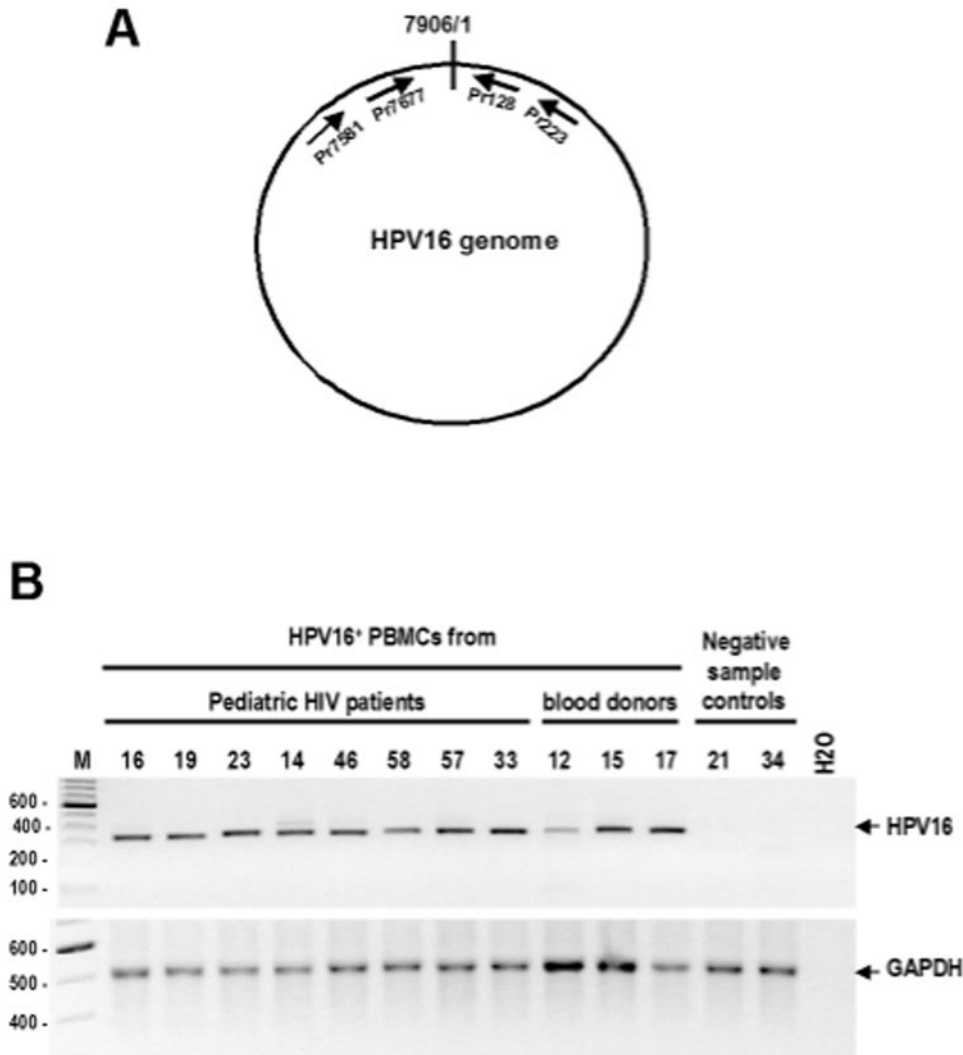 A
7906/1
Pr7581
Pr7677
Pr128
Pr223
HPV16 genome
B
HPV16⁺ PBMCs from
Negative
sample
controls
Pediatric HIV patients
blood donors
M 16 19 23 14 46 58 57 33 12 15 17 21 34 H2O
600 -
400 -
200 -
100 -
HPV16
600 -
500 -
400 -
GAPDH